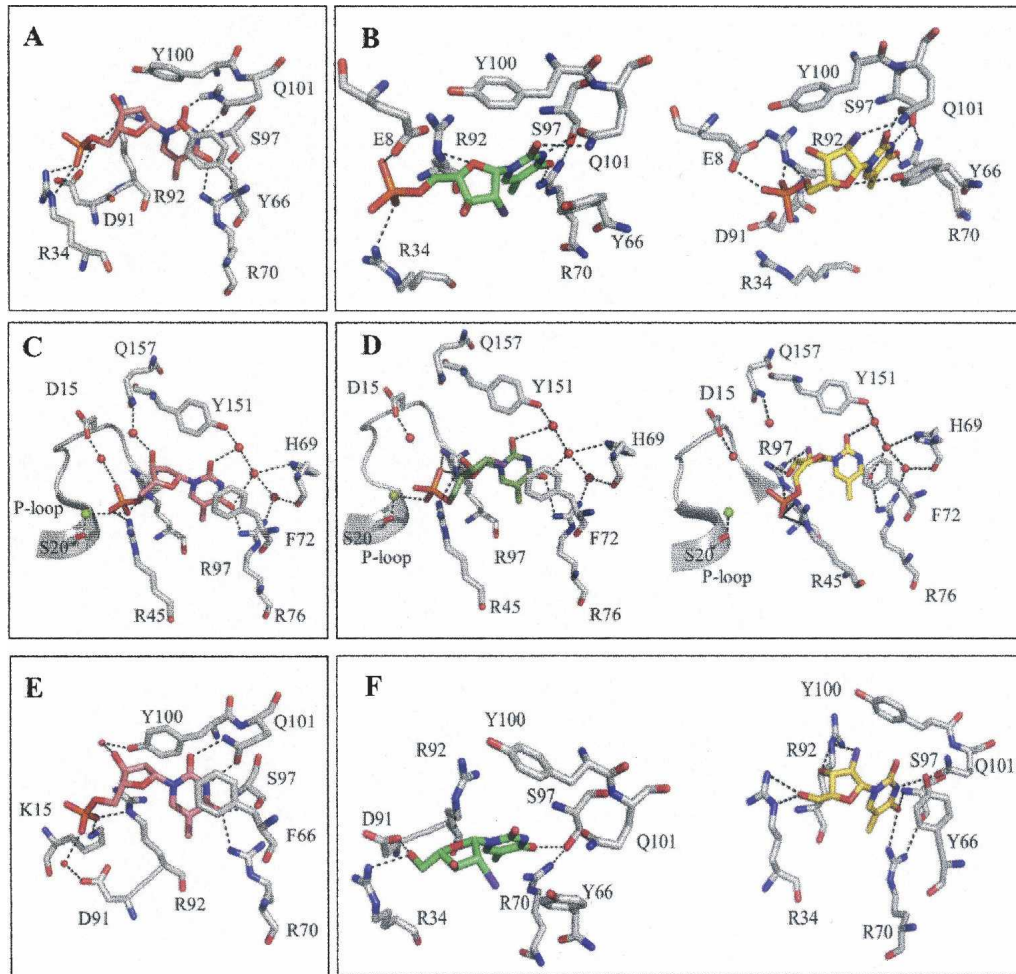 A
Y100
Q101
S97
R92
Y66
D91
R34
R70
B
Y100
E8
R92
S97
Q101
Y66
R34
R70
Y100
S97
Q101
R92
E8
Y66
D91
R70
R34
C
Q157
D15
Y151
H69
P-loop
S20
F72
R97
R45
R76
D
Q157
D15
Y151
H69
S20
F72
P-loop
R97
R45
R76
Q157
Y151
D15
H69
R97
F72
S20
P-loop
R45
R76
E
Y100
Q101
S97
K15
F66
D91
R92
R70
F
Y100
R92
S97
D91
Q101
R70
Y66
R34
Y100
R92
S97
Q101
Y66
R34
R70